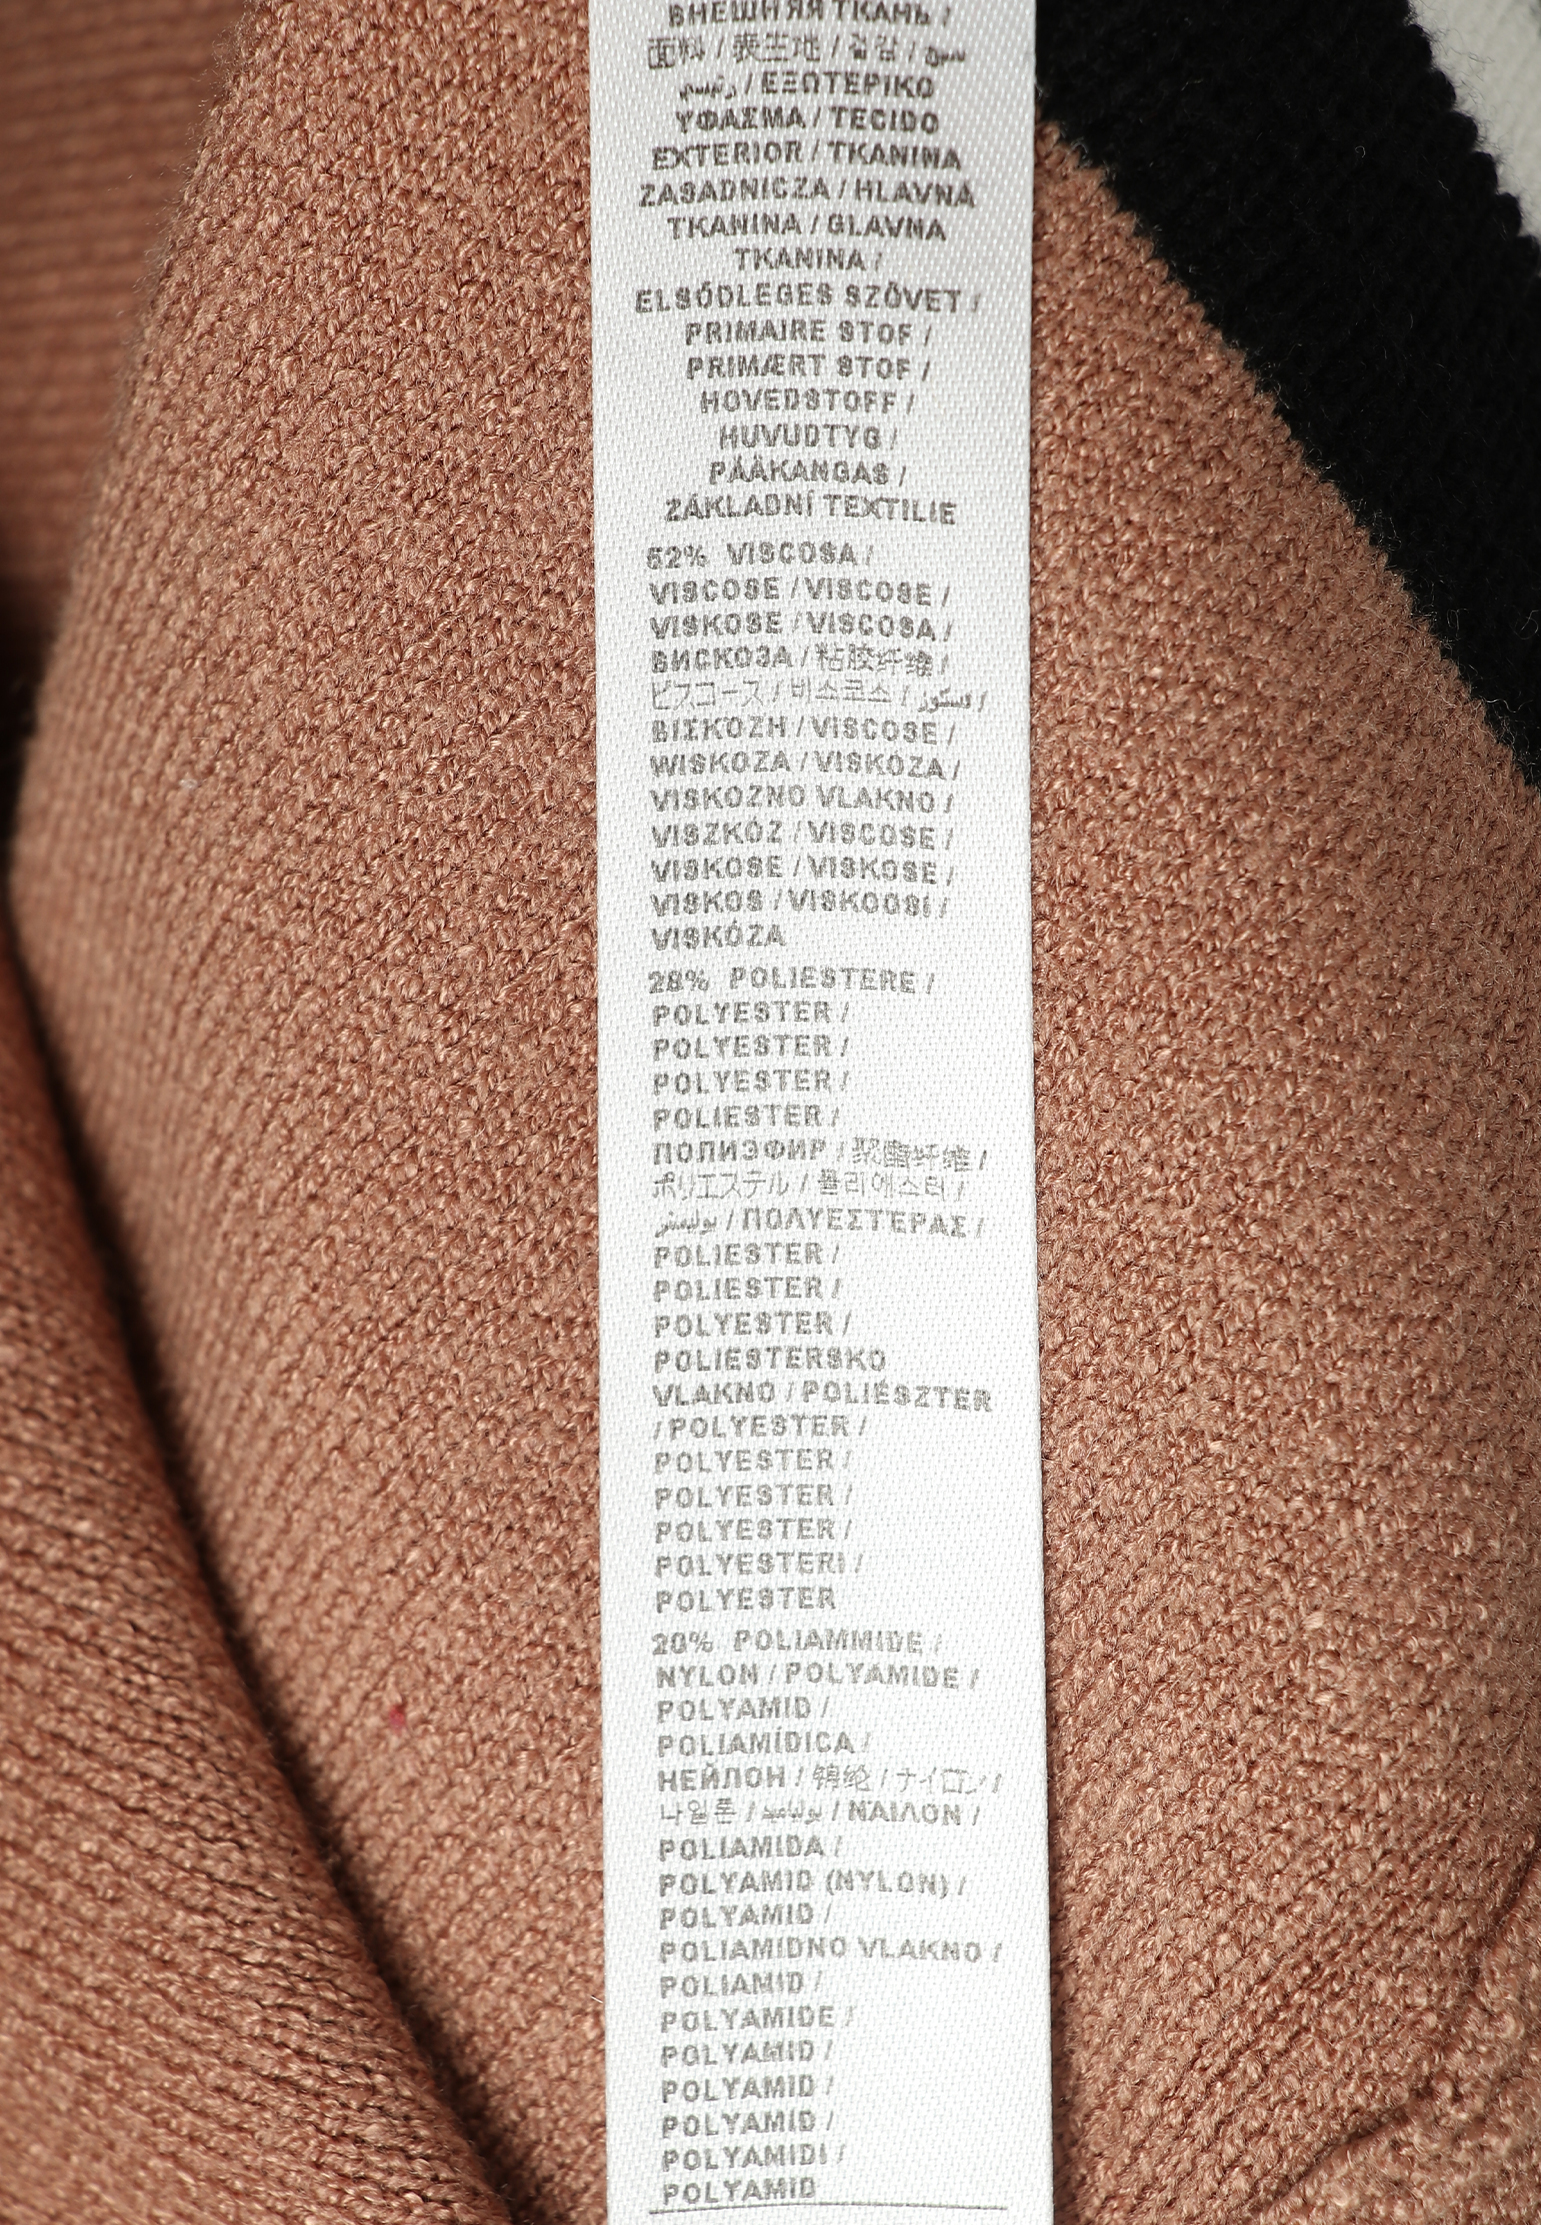 ВНЕШНЯЯ ТКАНЬ /
面料 / 表生地 / 겉감 / نسيج
رئيسي / ΕΞΩΤΕΡΙΚΟ
ΥΦΑΣΜΑ / TECIDO
EXTERIOR / TKANINA
ZASADNICZA / HLAVNÁ
TKANINA / GLAVNA
TKANINA /
ELSŐDLEGES SZÖVET /
PRIMAIRE STOF /
PRIMÆRT STOF /
HOVEDSTOFF /
HUVUDTYG /
PÄÄKANGAS /
ZÁKLADNÍ TEXTILIE
52% VISCOSA /
VISCOSE / VISCOSE /
VISKOSE / VISCOSA /
ВИСКОЗА / 粘胶纤维 /
ビスコース / 비스코스 / /
ΒΙΣΚΟΖΗ / VISCOSE /
WISKOZA / VISKÓZA /
VISKOZNO VLAKNO /
VISZKÓZ / VISCOSE /
VISKOSE / VISKOSE /
VISKOS / VISKOOSI /
VISKÓZA
28% POLIESTERE /
POLYESTER /
POLYESTER /
POLYESTER /
POLIÉSTER /
ПОЛИЭФИР / 聚酯纤维 /
ポリエステル / 폴리에스터 /
بوليستر / ΠΟΛΥΕΣΤΕΡΑΣ /
POLIÉSTER /
POLIESTER /
POLYESTER /
POLIESTERSKO
VLAKNO / POLIÉSZTER
/ POLYESTER /
POLYESTER /
POLYESTER /
POLYESTER /
POLYESTERI /
POLYESTER
20% POLIAMMIDE /
NYLON / POLYAMIDE /
POLYAMID /
POLIAMÍDICA /
НЕЙЛОН / 锦纶 / ナイロン /
나일론 / بولياميد / ΝΑΙΛΟΝ /
POLIAMIDA /
POLYAMID (NYLON) /
POLYAMID /
POLIAMIDNO VLAKNO /
POLIAMID /
POLYAMIDE /
POLYAMID /
POLYAMID /
POLYAMID /
POLYAMIDI /
POLYAMID